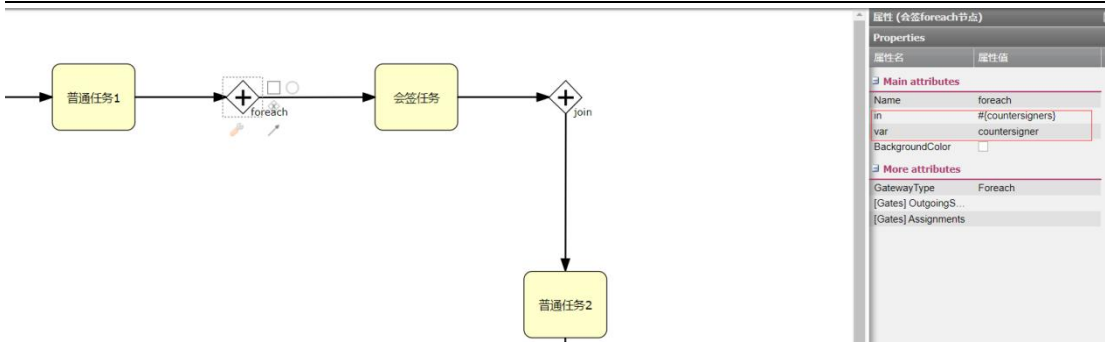 普通任务1
foreach
会签任务
join
普通任务2
属性 (会签foreach节点)
Properties
属性名 属性值
Main attributes
Name foreach
in #{countersigners}
var countersigner
BackgroundColor
More attributes
GatewayType Foreach
[Gates] OutgoingS...
[Gates] Assignments